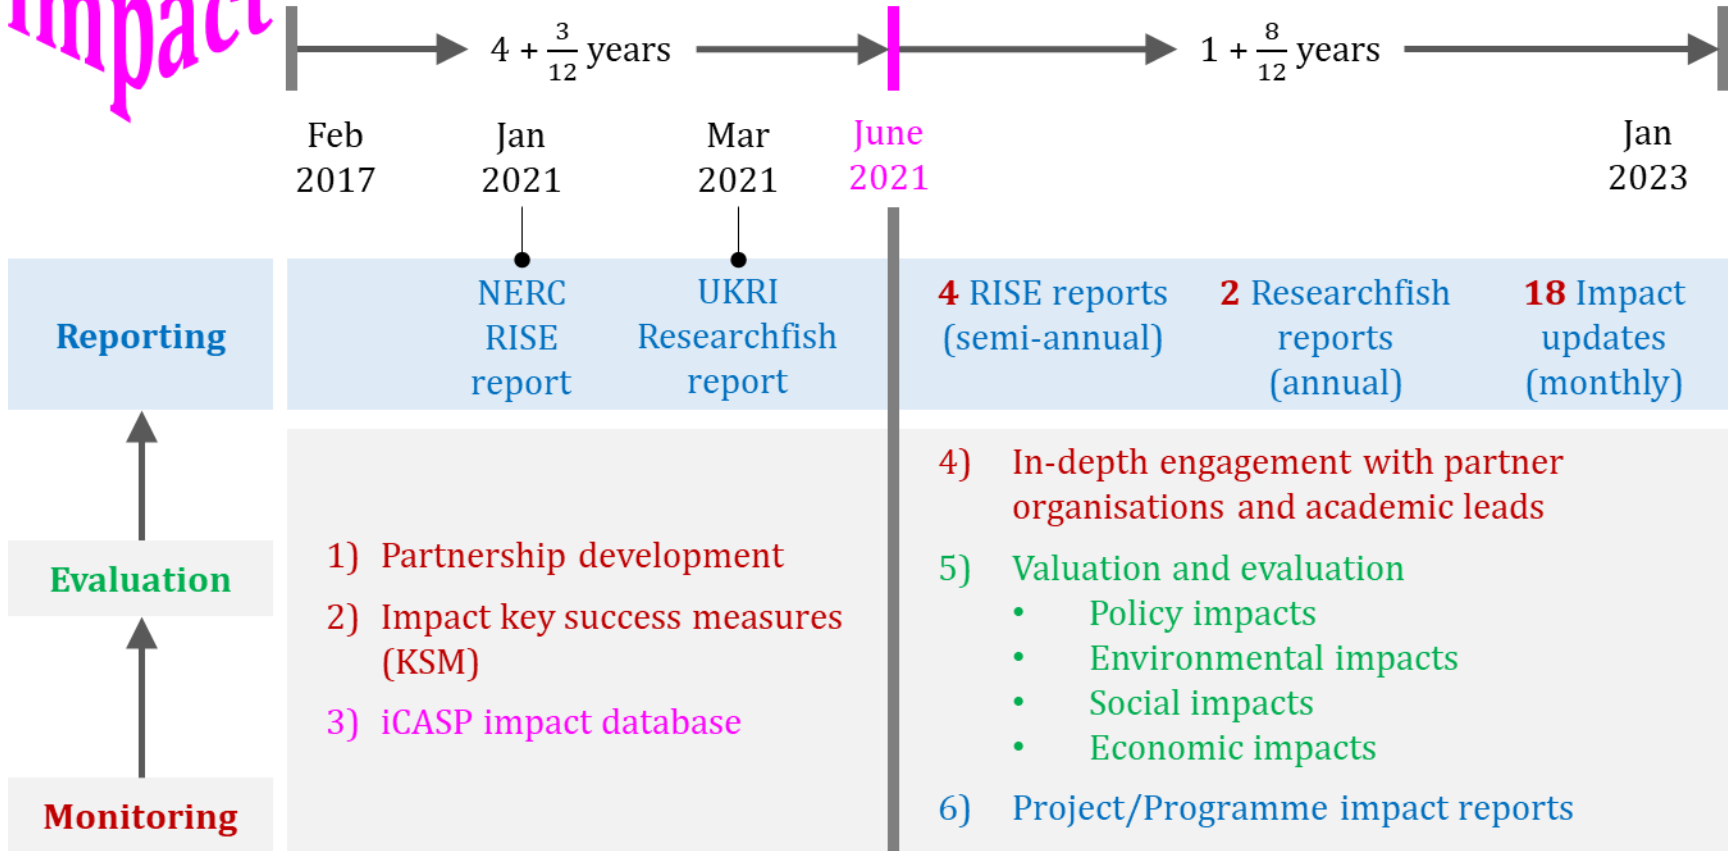 Impact
4 + 3/12 years
1 + 8/12 years
Feb
2017
Jan
2021
Mar
2021
June
2021
Jan
2023
Reporting
NERC
RISE
report
UKRI
Researchfish
report
4 RISE reports
(semi-annual)
2 Researchfish
reports
(annual)
18 Impact
updates
(monthly)
Evaluation
Monitoring
1) Partnership development
2) Impact key success measures
(KSM)
3) iCASP impact database
4) In-depth engagement with partner
organisations and academic leads
5) Valuation and evaluation
• Policy impacts
• Environmental impacts
• Social impacts
• Economic impacts
6) Project/Programme impact reports